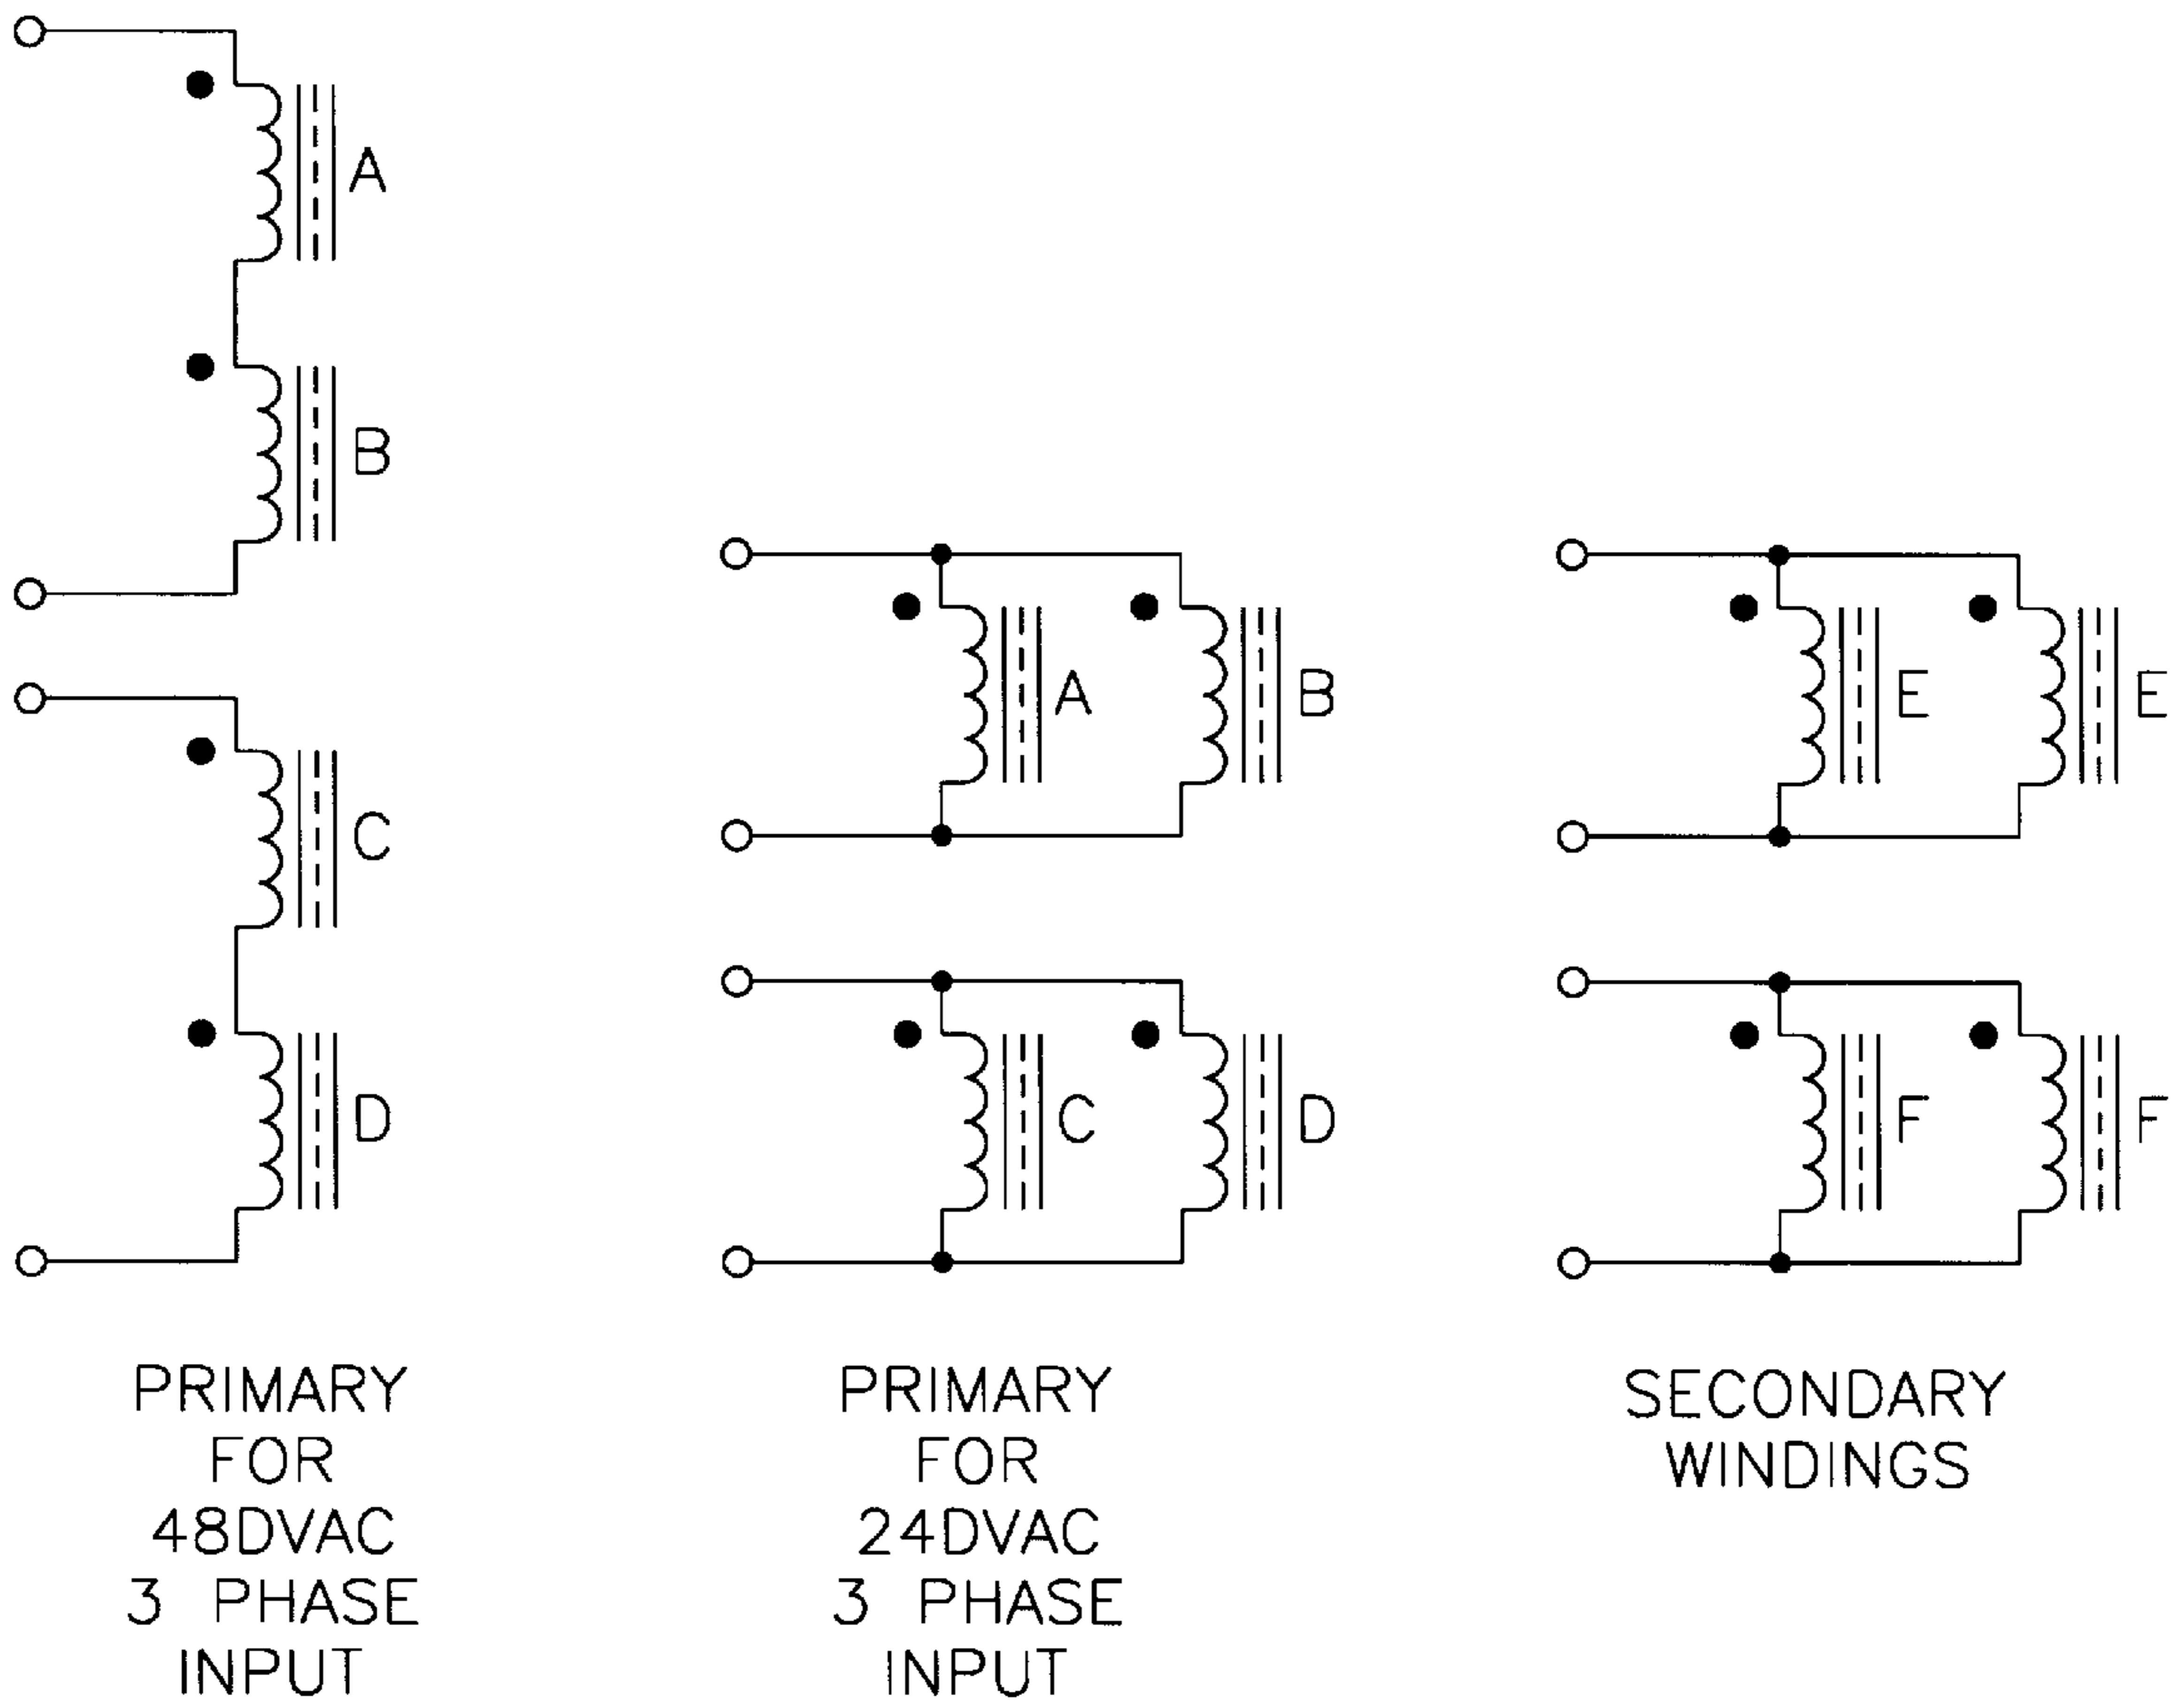 A
B
C
D
A
B
C
D
E
E
F
F
PRIMARY
FOR
48DVAC
3 PHASE
INPUT
PRIMARY
FOR
24DVAC
3 PHASE
INPUT
SECONDARY
WINDINGS